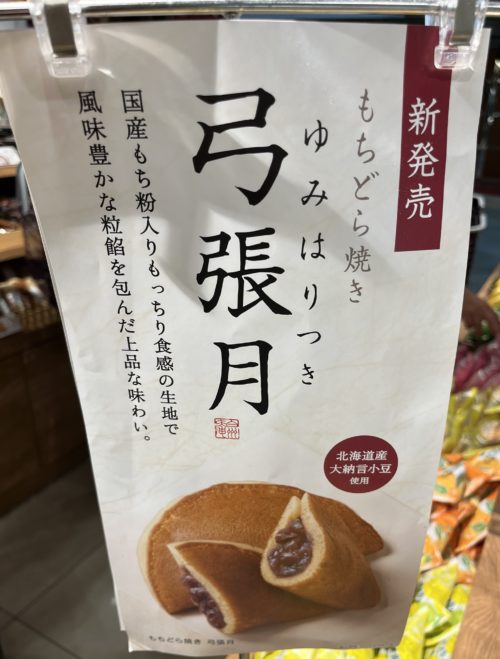 新発売
もちどら焼き
ゆみはりつき
弓張月
国産もち粉入りもっちり食感の生地で
風味豊かな粒餡を包んだ上品な味わい。
北海道産
大納言小豆
使用
もちどら焼き 弓張月